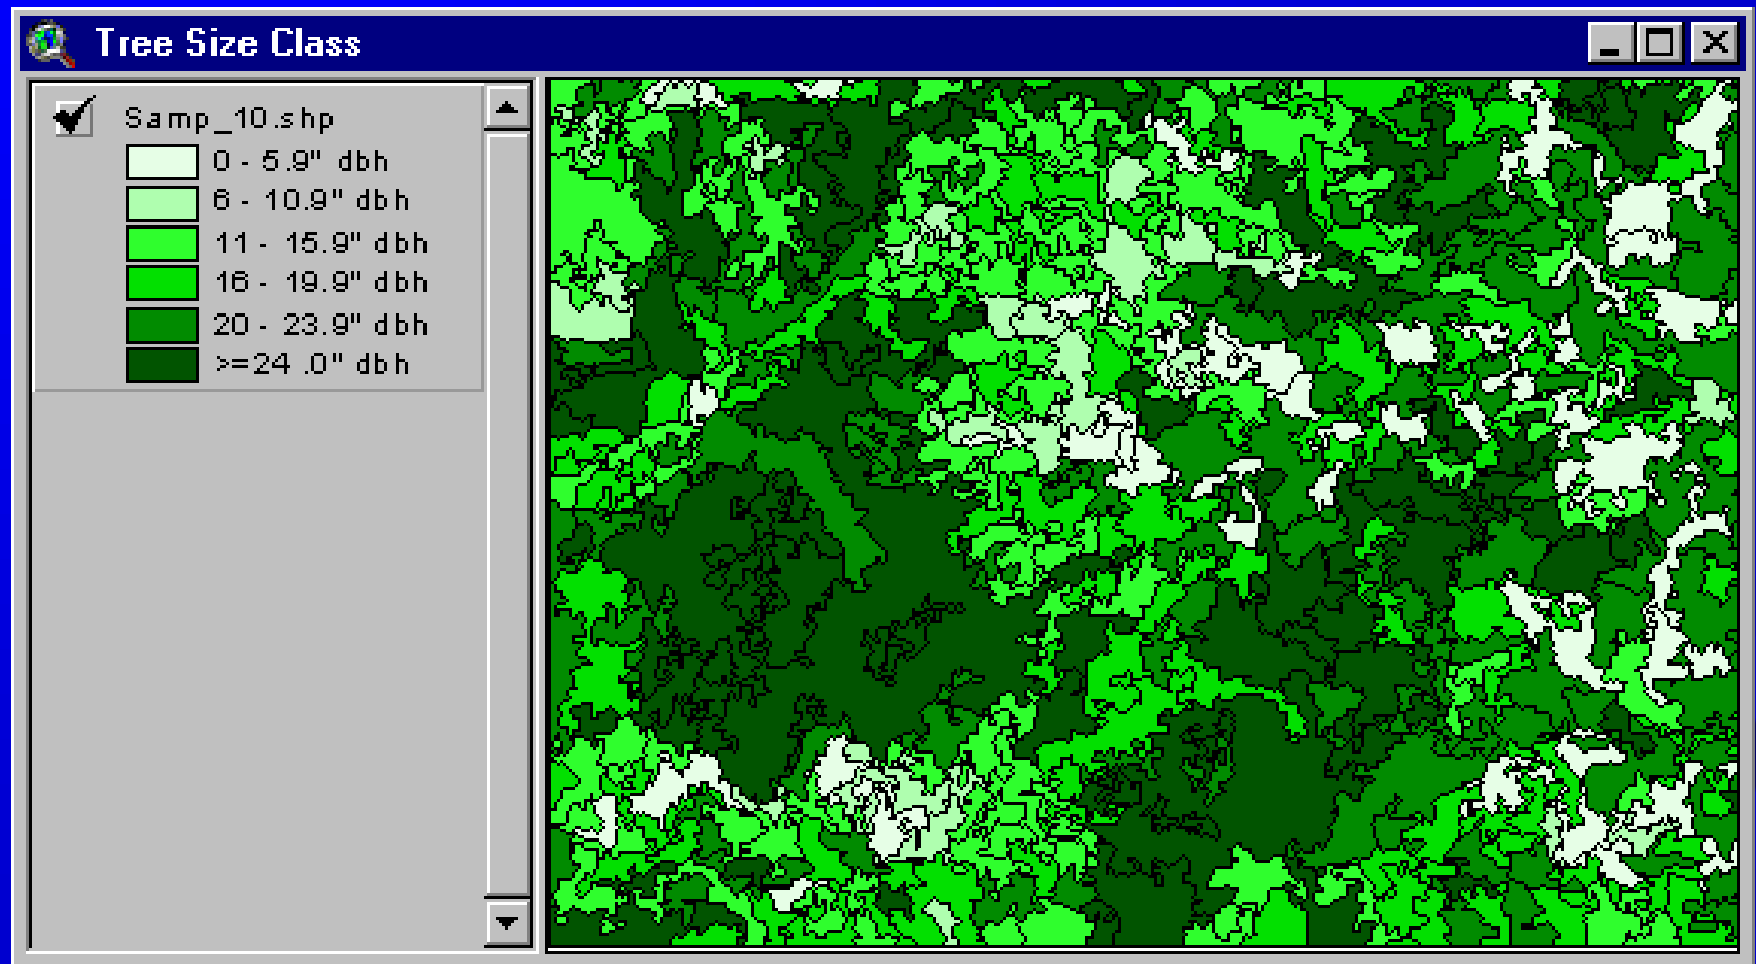 Tree Size Class
Samp_10.shp
0 - 5.9" dbh
6 - 10.9" dbh
11 - 15.9" dbh
16 - 19.9" dbh
20 - 23.9" dbh
>=24 .0" dbh